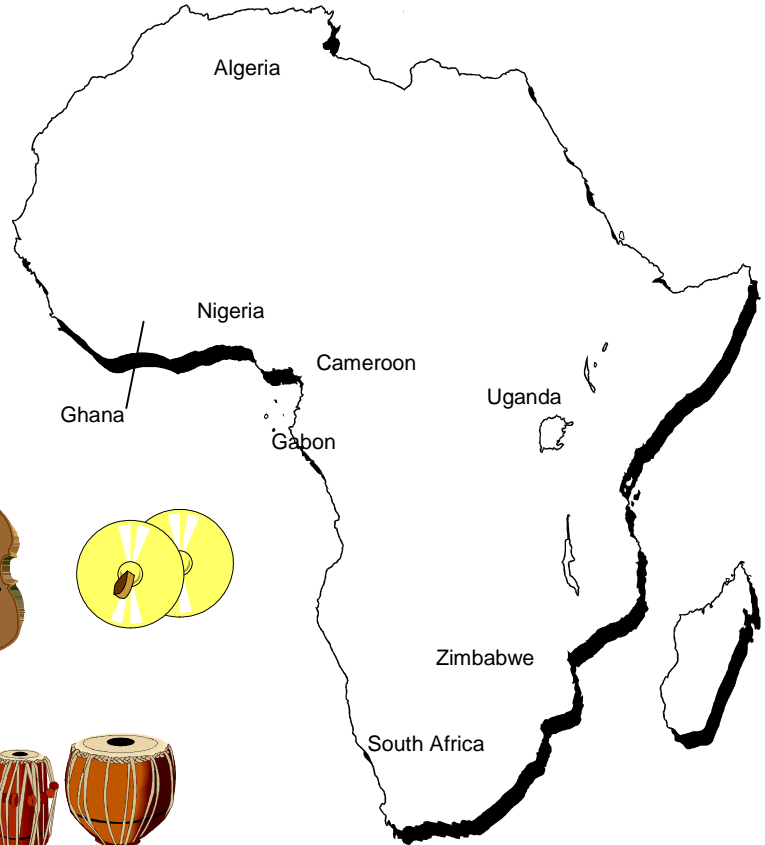 Algeria
Nigeria
Cameroon
Uganda
Ghana
Gabon
Zimbabwe
South Africa